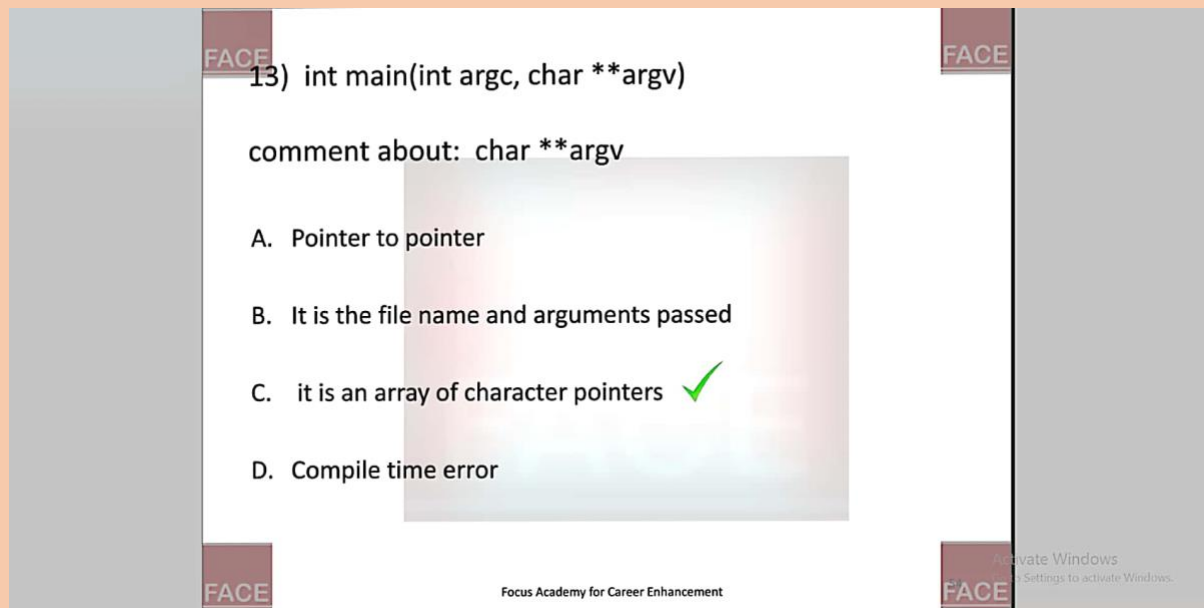 FACE
FACE
13) int main(int argc, char **argv)
comment about: char **argv
A. Pointer to pointer
B. It is the file name and arguments passed
C. it is an array of character pointers
D. Compile time error
Activate Windows
Settings to activate Windows.
FACE
Focus Academy for Career Enhancement
FACE